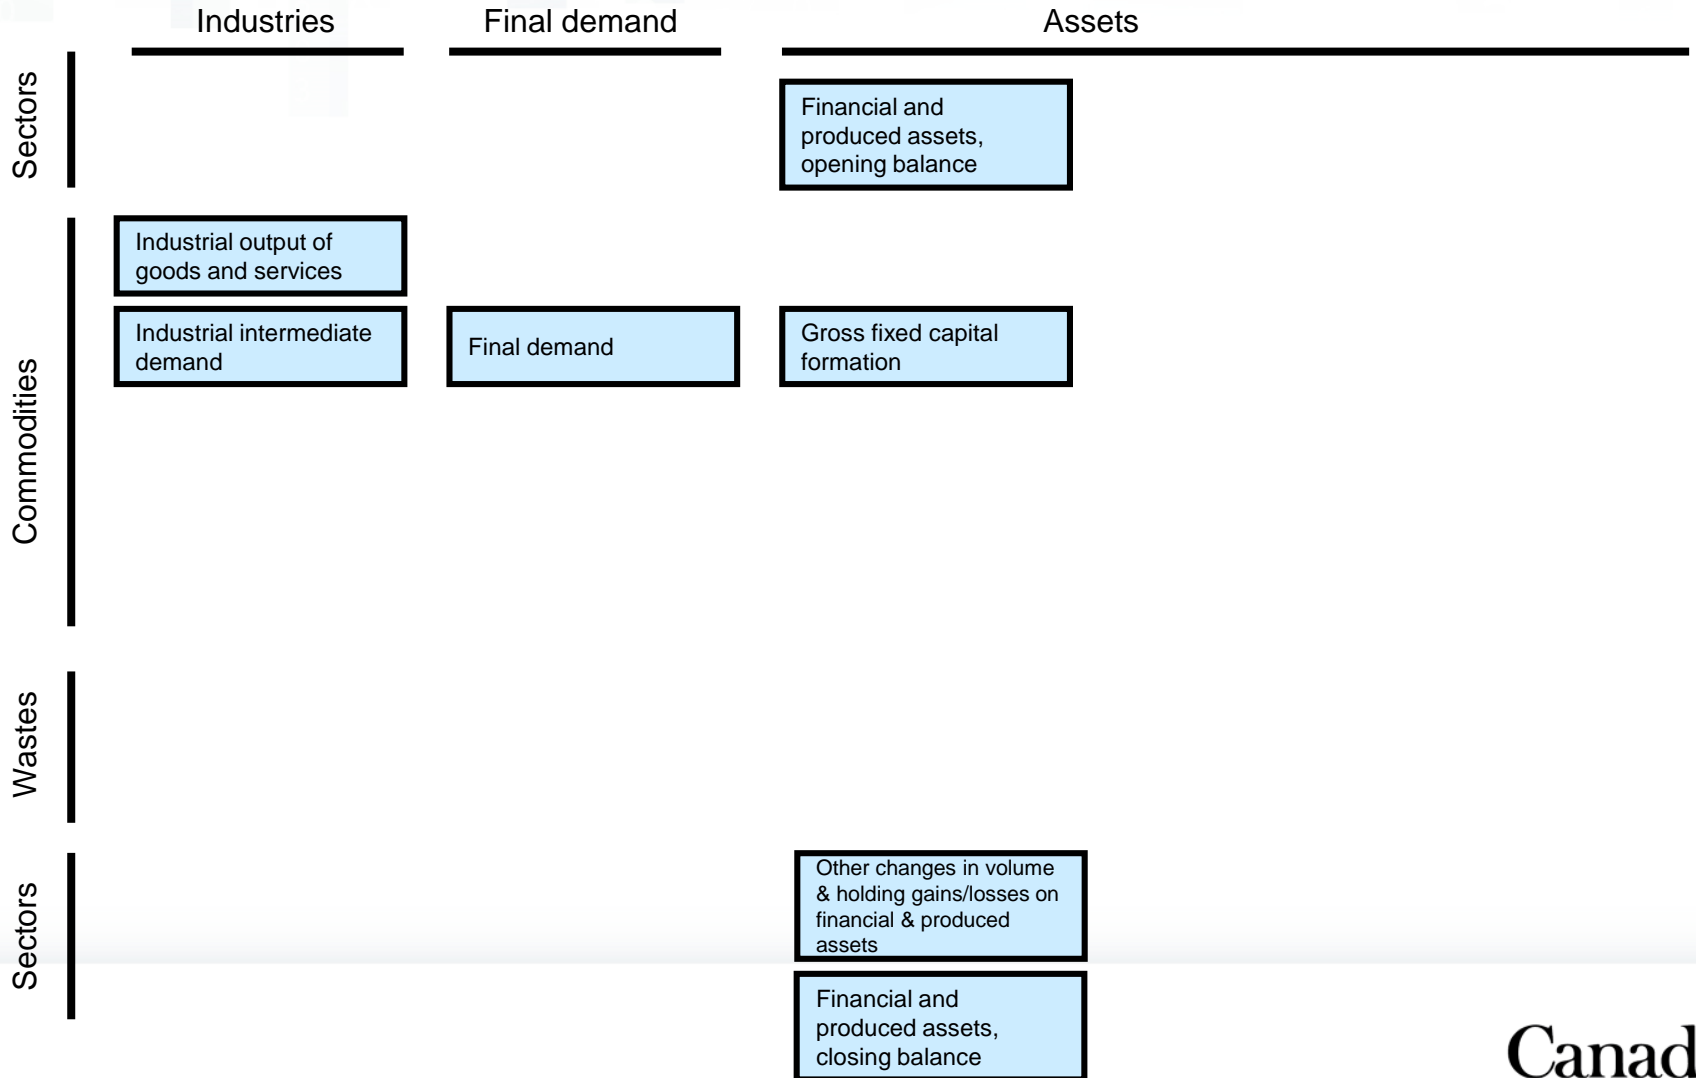 Industries
Final demand
Assets
Sectors
Financial and
produced assets,
opening balance
Commodities
Industrial output of
goods and services
Industrial intermediate
demand
Final demand
Gross fixed capital
formation
Wastes
Sectors
Other changes in volume
& holding gains/losses on
financial & produced
assets
Financial and
produced assets,
closing balance
Canad